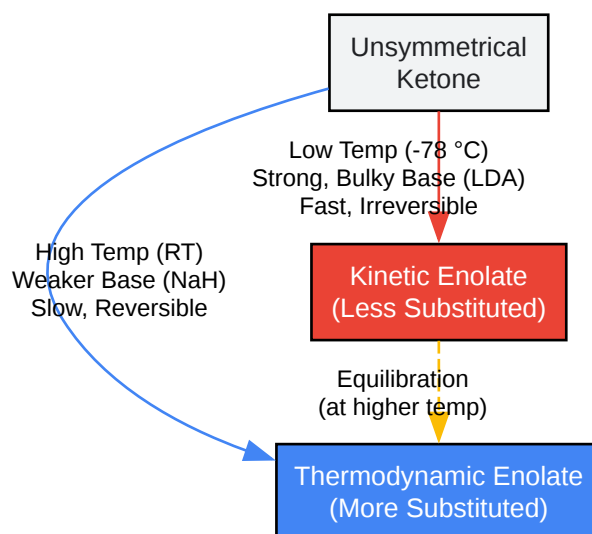 Unsymmetrical
Ketone
Low Temp (-78 °C)
Strong, Bulky Base (LDA)
Fast, Irreversible
High Temp (RT)
Weaker Base (NaH)
Slow, Reversible
Kinetic Enolate
(Less Substituted)
Equilibration
(at higher temp)
Thermodynamic Enolate
(More Substituted)